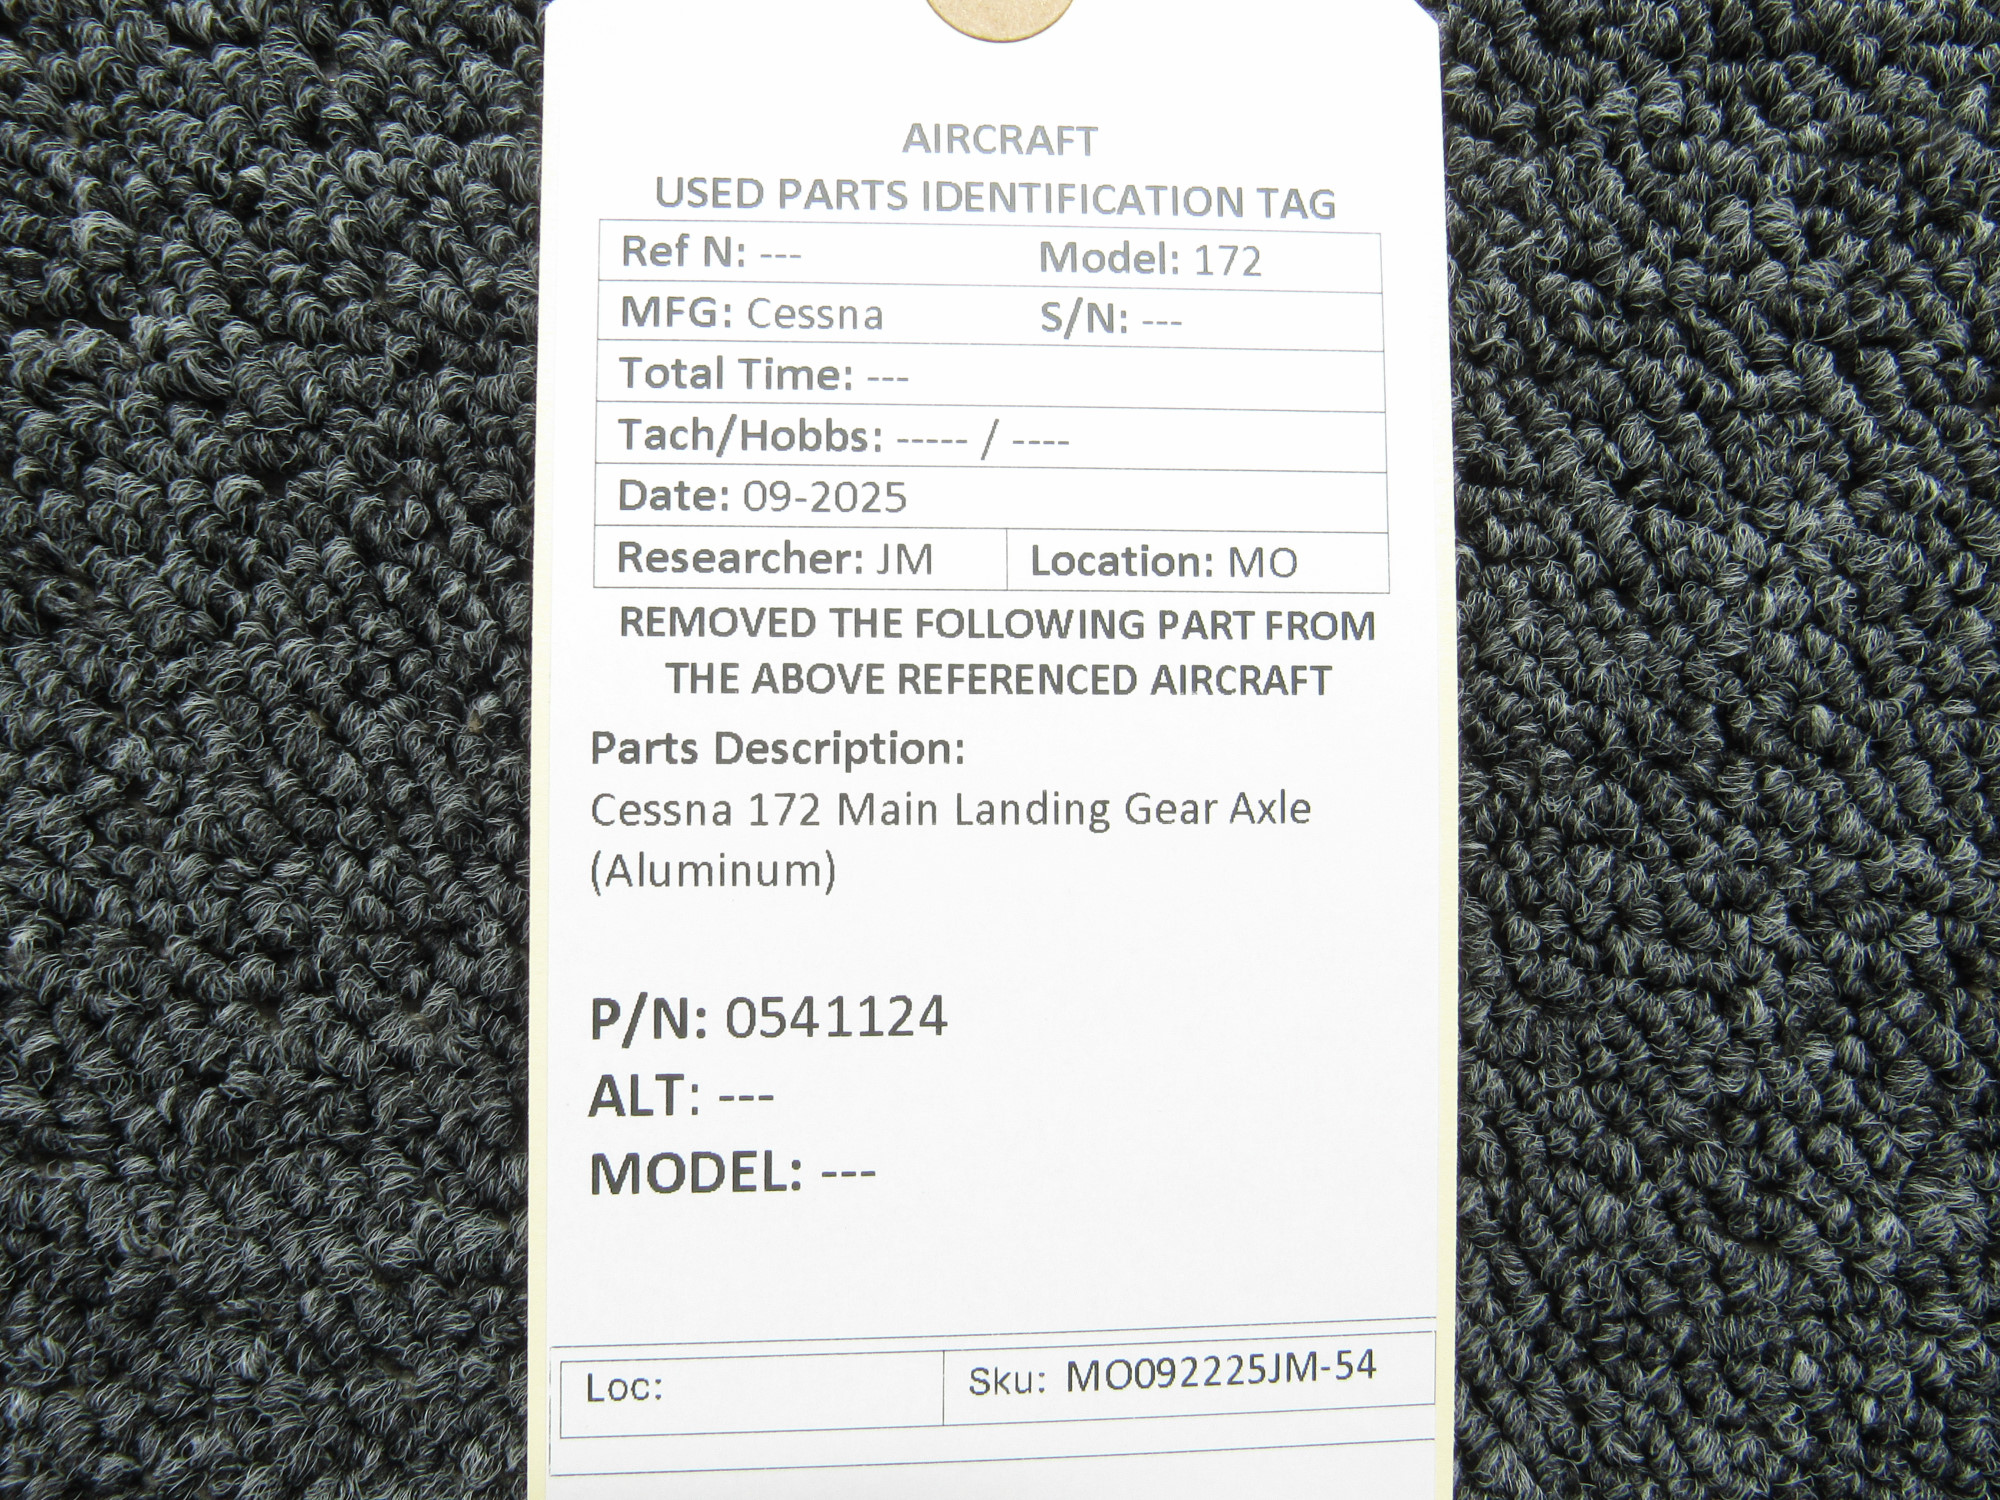 AIRCRAFT
USED PARTS IDENTIFICATION TAG
Ref N: --- Model: 172
MFG: Cessna S/N: ---
Total Time: ---
Tach/Hobbs: ----- / ----
Date: 09-2025
Researcher: JM Location: MO
REMOVED THE FOLLOWING PART FROM
THE ABOVE REFERENCED AIRCRAFT
Parts Description:
Cessna 172 Main Landing Gear Axle
(Aluminum)
P/N: 0541124
ALT: ---
MODEL: ---
Loc: Sku: MO092225JM-54